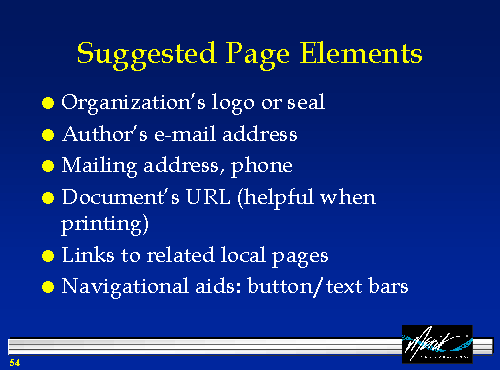 Suggested Page Elements
Organization's logo or seal
Author's e-mail address
Mailing address, phone
Document's URL (helpful when
printing)
Links to related local pages
Navigational aids: button/text bars
Merit
54